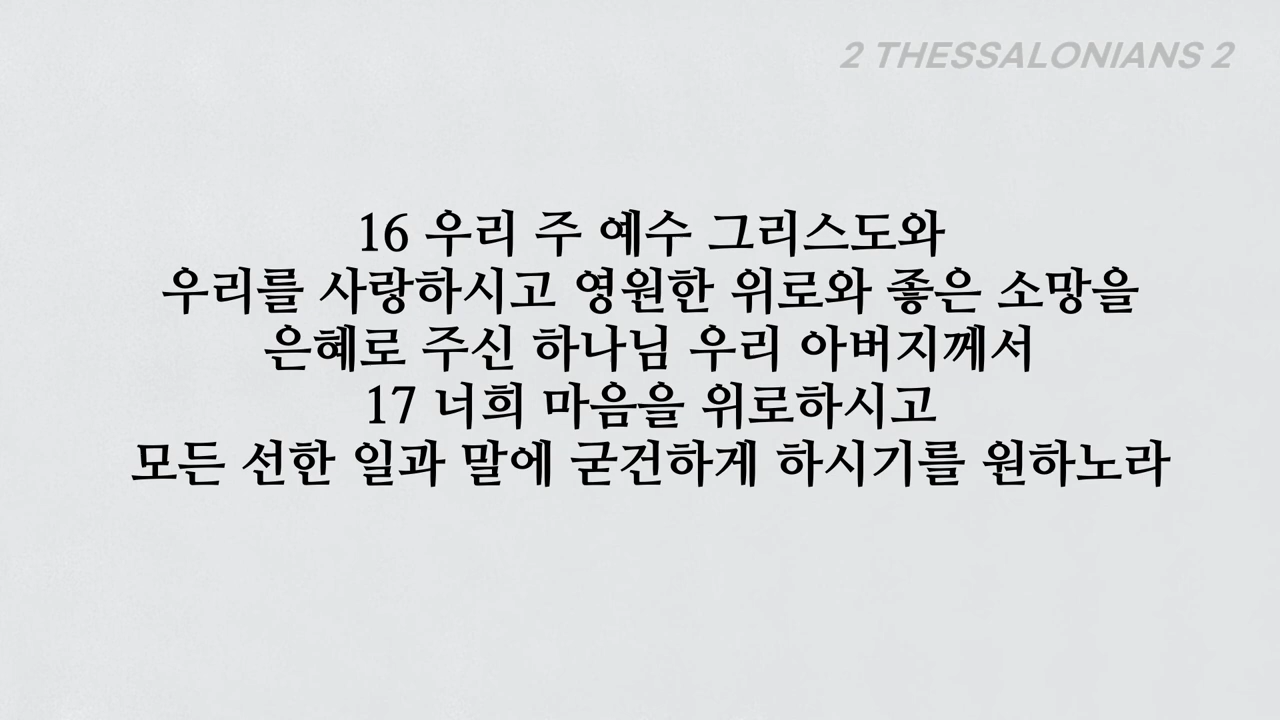 2 THESSALONIANS 2
16 우리 주 예수 그리스도와
우리를 사랑하시고 영원한 위로와 좋은 소망을
은혜로 주신 하나님 우리 아버지께서
17 너희 마음을 위로하시고
모든 선한 일과 말에 굳건하게 하시기를 원하노라